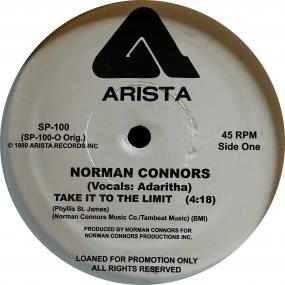 ARISTA
SP-100
(SP-100-O Orig.)
℗ 1980 ARISTA RECORDS INC
45 RPM
Side One
NORMAN CONNORS
(Vocals: Adaritha)
TAKE IT TO THE LIMIT (4:18)
(Phyllis St. James)
(Norman Connors Music Co./Tambeat Music) (BMI)
PRODUCED BY NORMAN CONNORS FOR
NORMAN CONNORS PRODUCTIONS INC.
LOANED FOR PROMOTION ONLY
ALL RIGHTS RESERVED